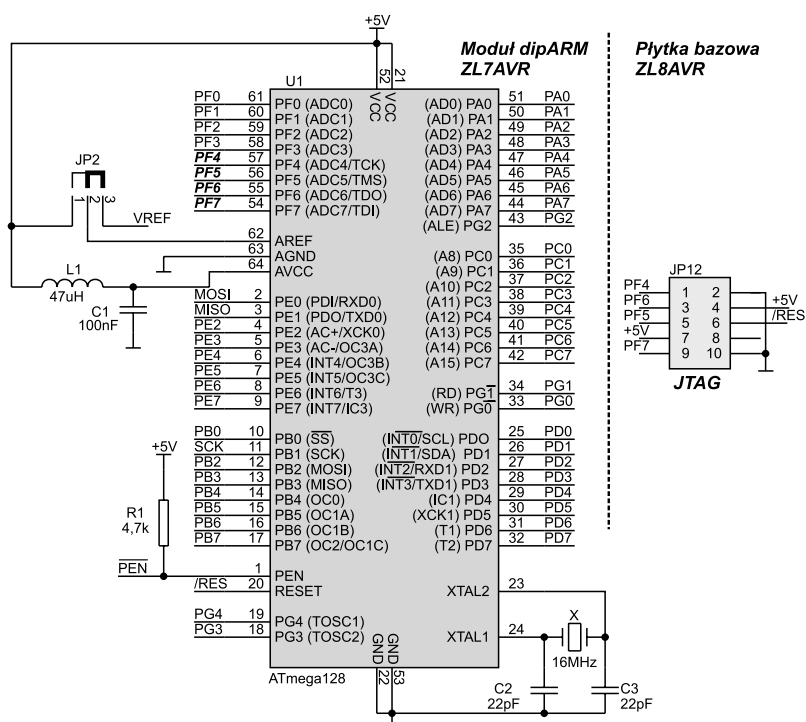 +5V
Moduł dipARM
ZL7AVR
Płytka bazowa
ZL8AVR
U1
52 VCC
21 VCC
PF0 61 PF0 (ADC0)
PF1 60 PF1 (ADC1)
PF2 59 PF2 (ADC2)
PF3 58 PF3 (ADC3)
PF4 57 PF4 (ADC4/TCK)
PF5 56 PF5 (ADC5/TMS)
PF6 55 PF6 (ADC6/TDO)
PF7 54 PF7 (ADC7/TDI)
JP2
1 2 3
VREF
62 AREF
63 AGND
64 AVCC
L1
47uH
C1
100nF
MOSI 2 PE0 (PDI/RXD0)
MISO 3 PE1 (PDO/TXD0)
PE2 4 PE2 (AC+/XCK0)
PE3 5 PE3 (AC-/OC3A)
PE4 6 PE4 (INT4/OC3B)
PE5 7 PE5 (INT5/OC3C)
PE6 8 PE6 (INT6/T3)
PE7 9 PE7 (INT7/IC3)
PB0 10 PB0 (SS)
SCK 11 PB1 (SCK)
PB2 12 PB2 (MOSI)
PB3 13 PB3 (MISO)
PB4 14 PB4 (OC0)
PB5 15 PB5 (OC1A)
PB6 16 PB6 (OC1B)
PB7 17 PB7 (OC2/OC1C)
+5V
R1
4,7k
PEN 1 PEN
/RES 20 RESET
PG4 19 PG4 (TOSC1)
PG3 18 PG3 (TOSC2)
GND 22
GND 53
ATmega128
(AD0) PA0 51 PA0
(AD1) PA1 50 PA1
(AD2) PA2 49 PA2
(AD3) PA3 48 PA3
(AD4) PA4 47 PA4
(AD5) PA5 46 PA5
(AD6) PA6 45 PA6
(AD7) PA7 44 PA7
(ALE) PG2 43 PG2
(A8) PC0 35 PC0
(A9) PC1 36 PC1
(A10) PC2 37 PC2
(A11) PC3 38 PC3
(A12) PC4 39 PC4
(A13) PC5 40 PC5
(A14) PC6 41 PC6
(A15) PC7 42 PC7
(RD) PG1 34 PG1
(WR) PG0 33 PG0
(INT0/SCL) PDO 25 PD0
(INT1/SDA) PD1 26 PD1
(INT2/RXD1) PD2 27 PD2
(INT3/TXD1) PD3 28 PD3
(IC1) PD4 29 PD4
(XCK1) PD5 30 PD5
(T1) PD6 31 PD6
(T2) PD7 32 PD7
XTAL2 23
XTAL1 24
X
16MHz
C2
22pF
C3
22pF
JP12
PF4 1 2
PF6 3 4 +5V
PF5 5 6 /RES
+5V 7 8
PF7 9 10
JTAG